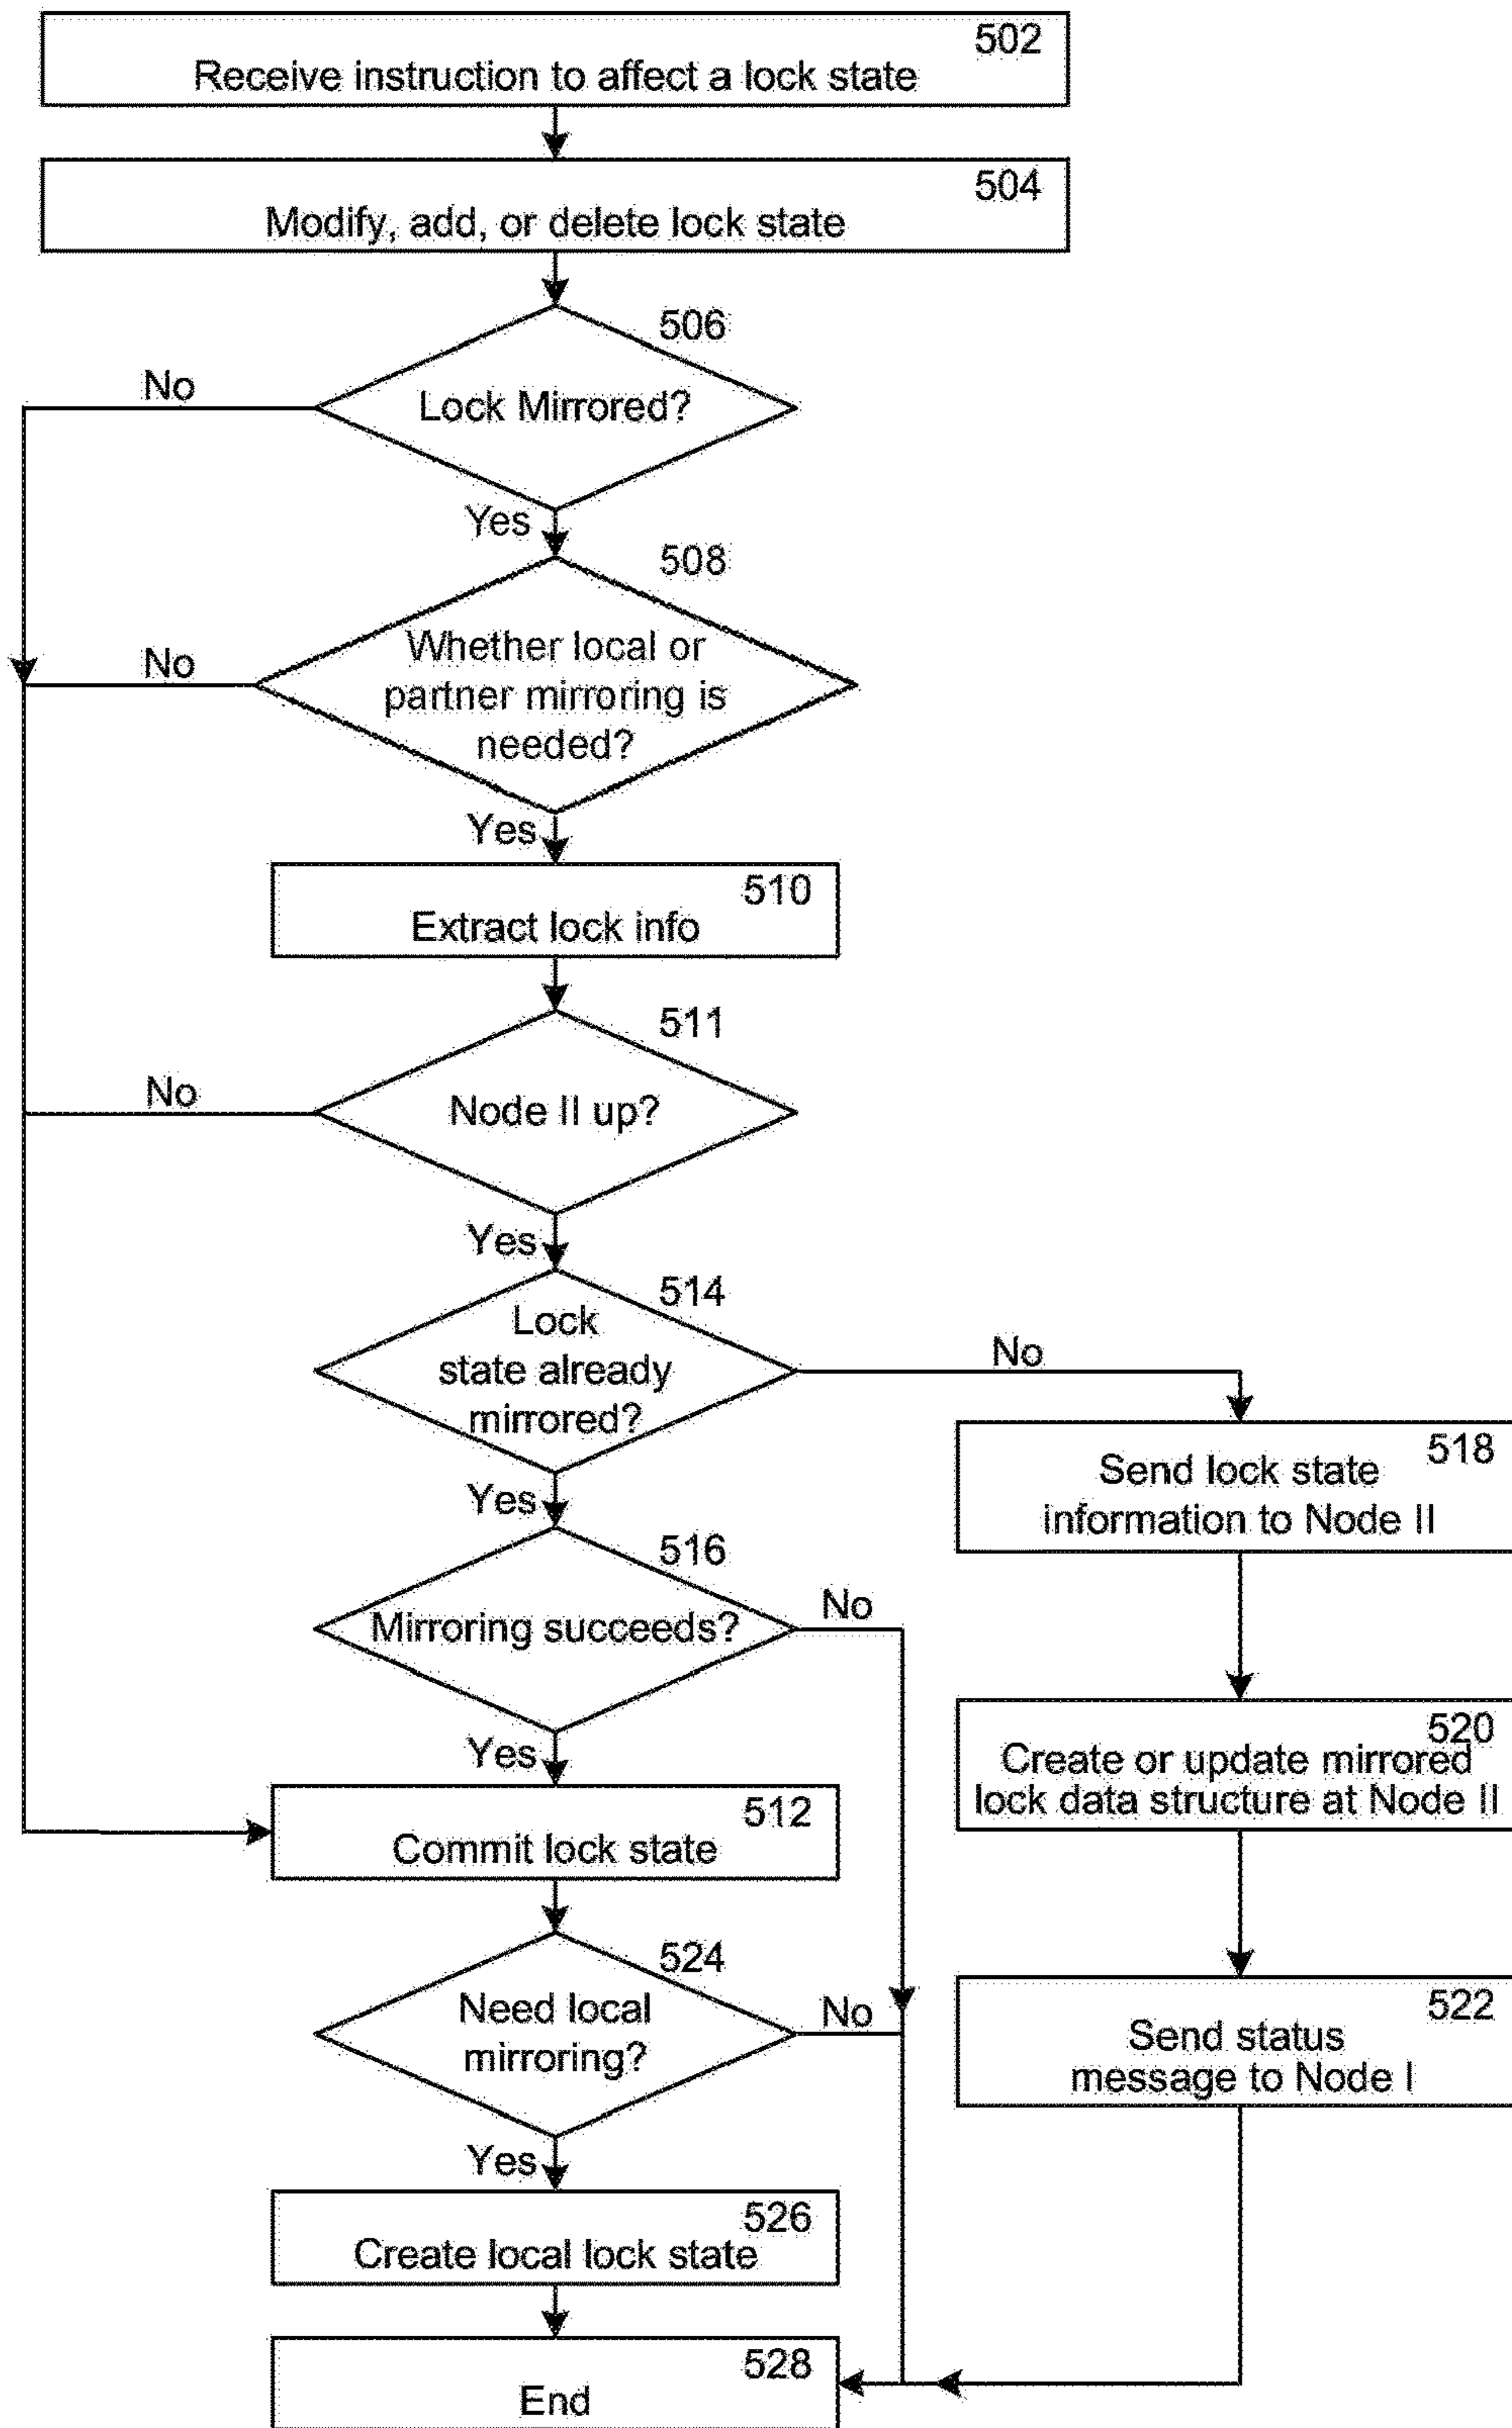 502
Receive instruction to affect a lock state
504
Modify, add, or delete lock state
506
Lock Mirrored?
No
Yes
508
Whether local or
partner mirroring is
needed?
No
Yes
510
Extract lock info
511
Node II up?
No
Yes
514
Lock
state already
mirrored?
No
Yes
518
Send lock state
information to Node II
516
Mirroring succeeds?
No
Yes
520
Create or update mirrored
lock data structure at Node II
512
Commit lock state
524
Need local
mirroring?
No
Yes
522
Send status
message to Node I
526
Create local lock state
528
End